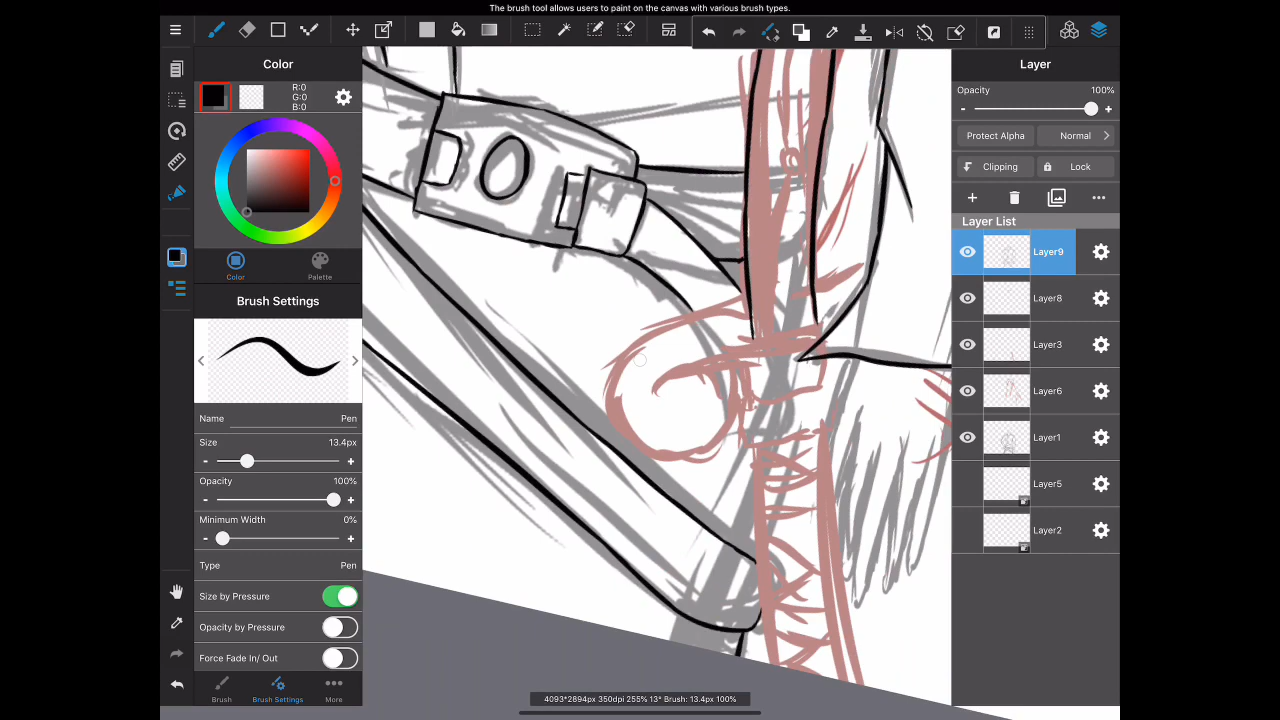 The brush tool allows users to paint on the canvas with various brush types.
Color
Layer
R:0
G:0
B:0
Opacity 100%
Protect Alpha Normal
Clipping Lock
Layer List
Layer9
Layer8
Layer3
Layer6
Layer1
Layer5
Layer2
Color Palette
Brush Settings
Name Pen
Size 13.4px
Opacity 100%
Minimum Width 0%
Type Pen
Size by Pressure
Opacity by Pressure
Force Fade In/ Out
Brush Brush Settings More
4093*2894px 350dpi 255% 13° Brush: 13.4px 100%